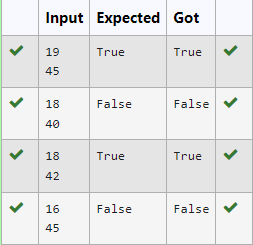 Input Expected Got
19 True True
45
18 False False
40
18 True True
42
16 False False
45